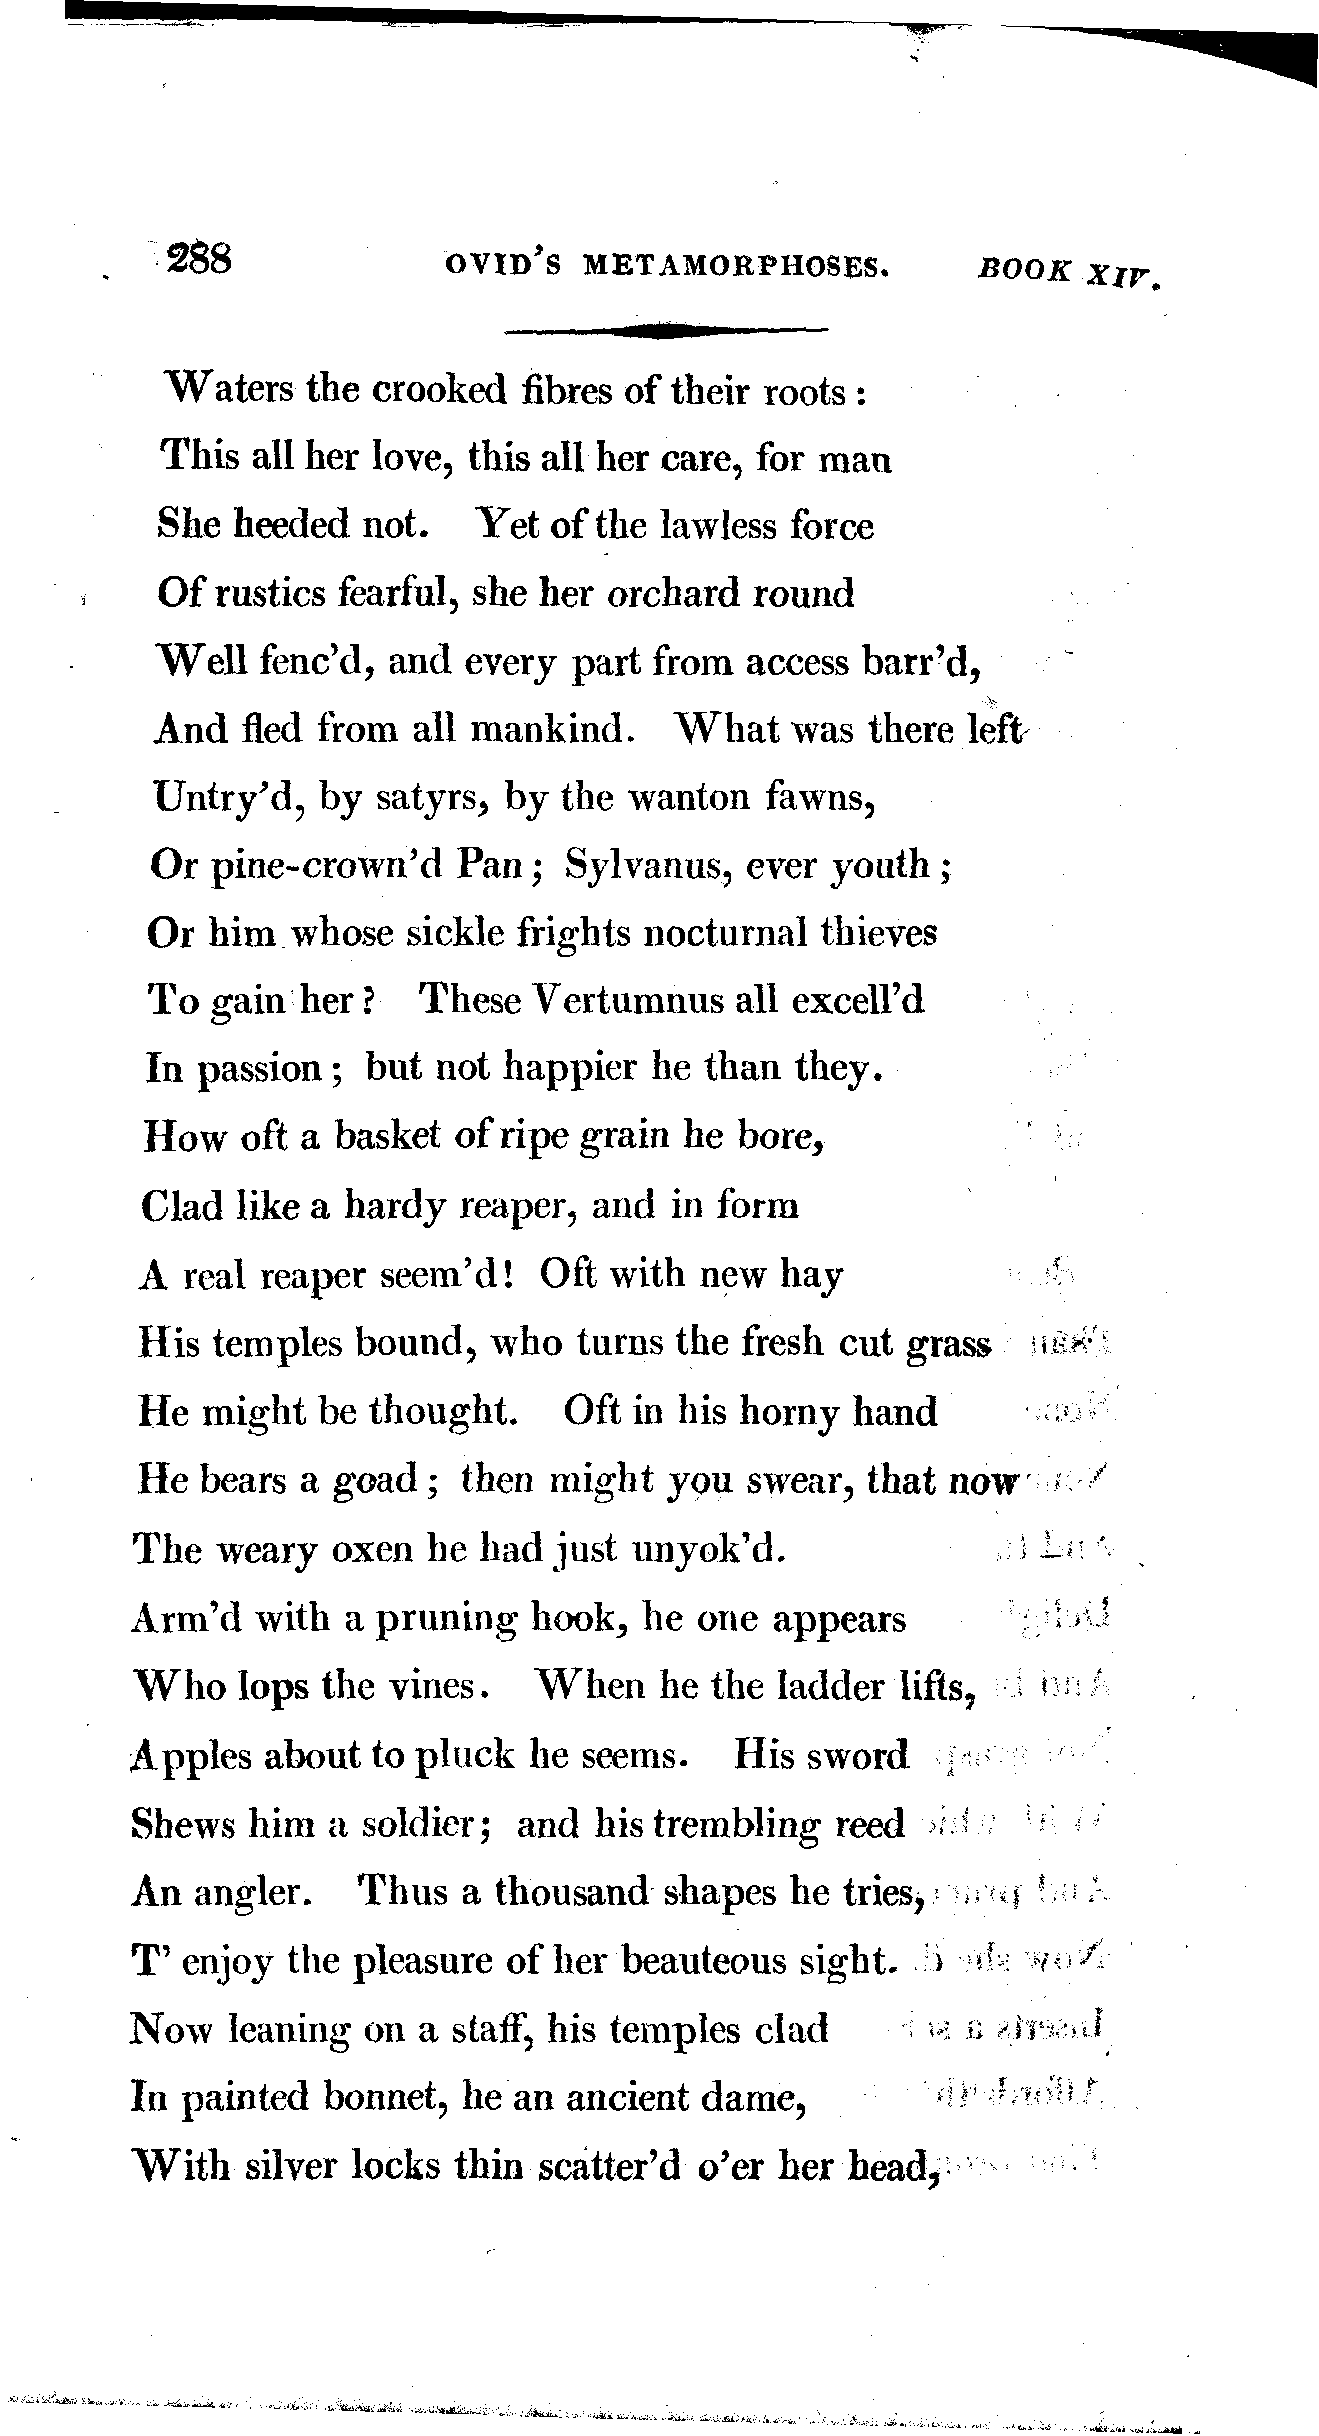 288 OVID'S METAMORPHOSES. BOOK XIV.
Waters the crooked fibres of their roots :
This all her love, this all her care, for man
She heeded not. Yet of the lawless force
Of rustics fearful, she her orchard round
Well fenc'd, and every part from access barr'd,
And fled from all mankind. What was there left
Untry'd, by satyrs, by the wanton fawns,
Or pine-crown'd Pan ; Sylvanus, ever youth ;
Or him whose sickle frights nocturnal thieves
To gain her ? These Vertumnus all excell'd
In passion ; but not happier he than they.
How oft a basket of ripe grain he bore,
Clad like a hardy reaper, and in form
A real reaper seem'd! Oft with new hay
His temples bound, who turns the fresh cut grass
He might be thought. Oft in his horny hand
He bears a goad ; then might you swear, that now
The weary oxen he had just unyok'd.
Arm'd with a pruning hook, he one appears
Who lops the vines. When he the ladder lifts,
Apples about to pluck he seems. His sword
Shews him a soldier; and his trembling reed
An angler. Thus a thousand shapes he tries,
T' enjoy the pleasure of her beauteous sight.
Now leaning on a staff, his temples clad
In painted bonnet, he an ancient dame,
With silver locks thin scatter'd o'er her head,